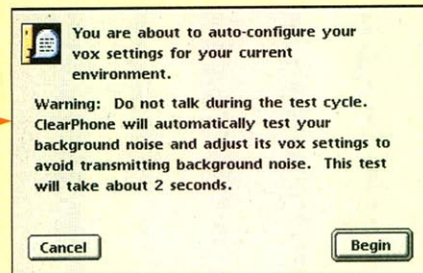 You are about to auto-configure your
vox settings for your current
environment.
Warning: Do not talk during the test cycle.
ClearPhone will automatically test your
background noise and adjust its vox settings to
avoid transmitting background noise. This test
will take about 2 seconds.
Cancel
Begin